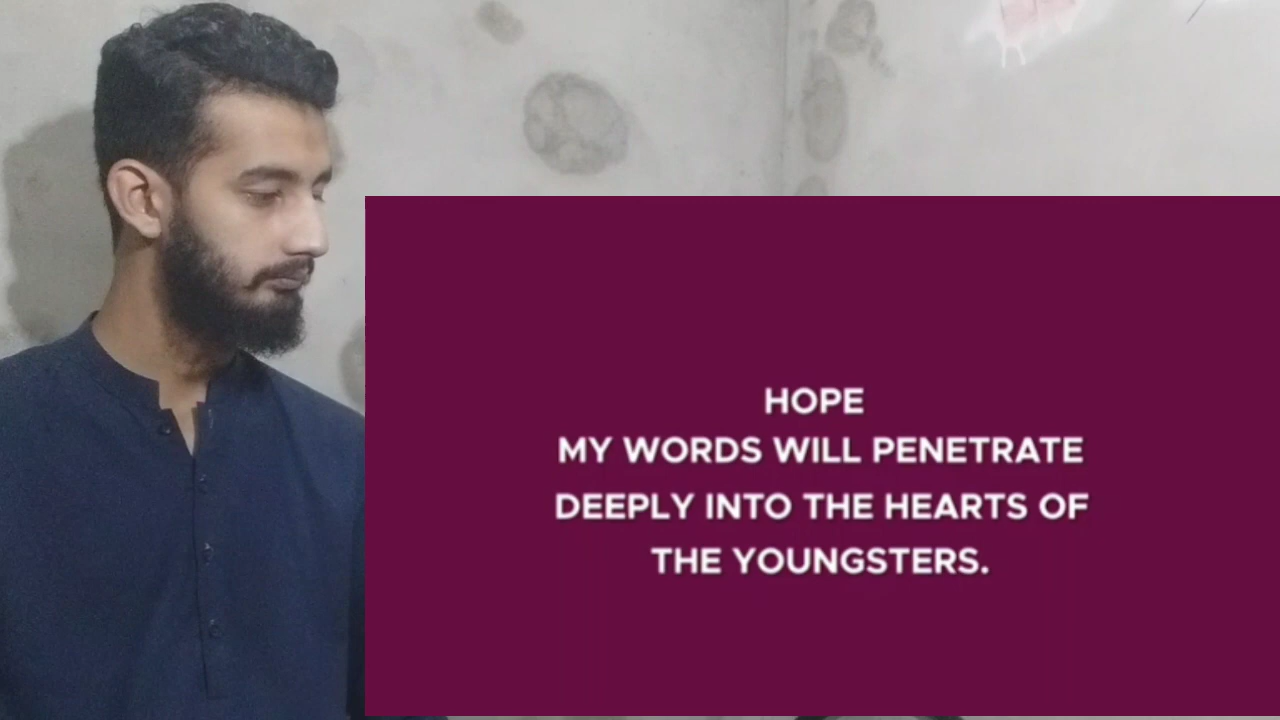 HOPE
MY WORDS WILL PENETRATE
DEEPLY INTO THE HEARTS OF
THE YOUNGSTERS.